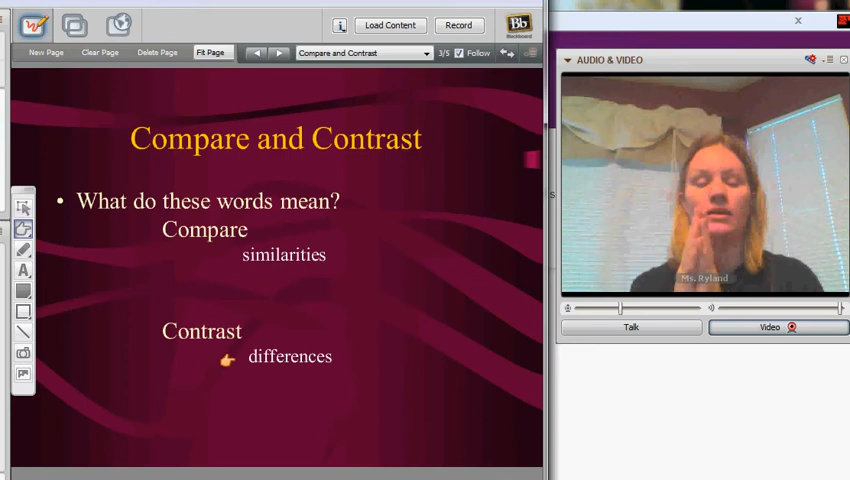 Load Content
Record
Bb
Blackboard
New Page
Clear Page
Delete Page
Fit Page
Compare and Contrast
3/5
Follow
Compare and Contrast
• What do these words mean?
Compare
similarities
Contrast
differences
A
x
AUDIO & VIDEO
s
Ms. Ryland
Talk
Video